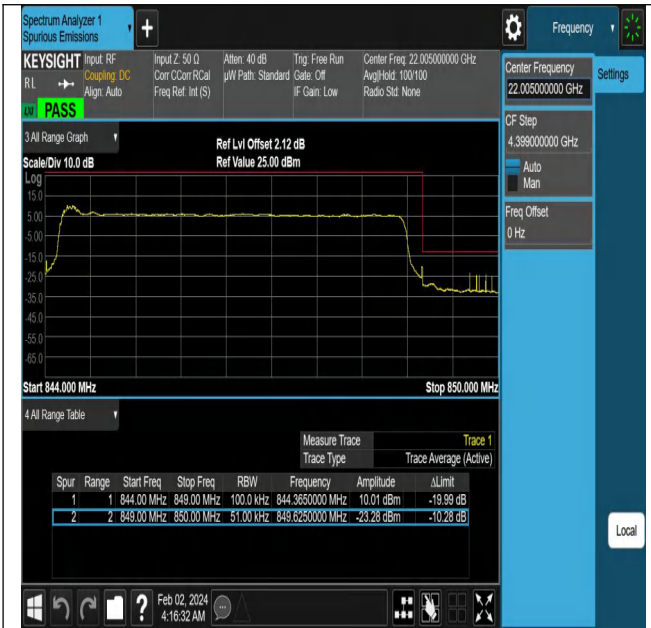 Spectrum Analyzer 1
Spurious Emissions
+
Frequency
KEYSIGHT Input: RF Input Z: 50 Ω Atten: 40 dB Trig: Free Run Center Freq: 22.005000000 GHz
RL Coupling: DC Corr CCorr RCal µW Path: Standard Gate: Off Avg|Hold: 100/100
Align: Auto Freq Ref: Int (S) IF Gain: Low Radio Std: None
PASS
Center Frequency
22.005000000 GHz
Settings
CF Step
4.399000000 GHz
Auto
Man
Freq Offset
0 Hz
3 All Range Graph
Ref Lvl Offset 2.12 dB
Scale/Div 10.0 dB Ref Value 25.00 dBm
Log
15.0
5.00
-5.00
-15.0
-25.0
-35.0
-45.0
-55.0
-65.0
Start 844.000 MHz Stop 850.000 MHz
4 All Range Table
Measure Trace Trace 1
Trace Type Trace Average (Active)
Spur Range Start Freq Stop Freq RBW Frequency Amplitude ΔLimit
1 1 844.00 MHz 849.00 MHz 100.0 kHz 844.3650000 MHz 10.01 dBm -19.99 dB
2 2 849.00 MHz 850.00 MHz 51.00 kHz 849.6250000 MHz -23.28 dBm -10.28 dB
Local
?
Feb 02, 2024
4:16:32 AM